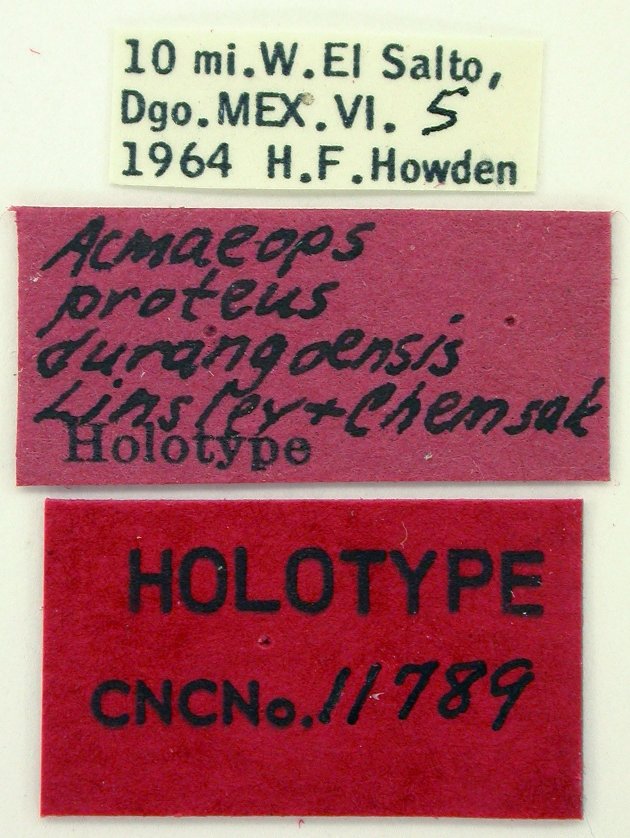 10 mi.W.El Salto,
Dgo.MEX.VI. 5
1964 H.F.Howden
Acmaeops
proteus
durangoensis
Linsley+Chemsak
Holotype
HOLOTYPE
CNCNo. 11789